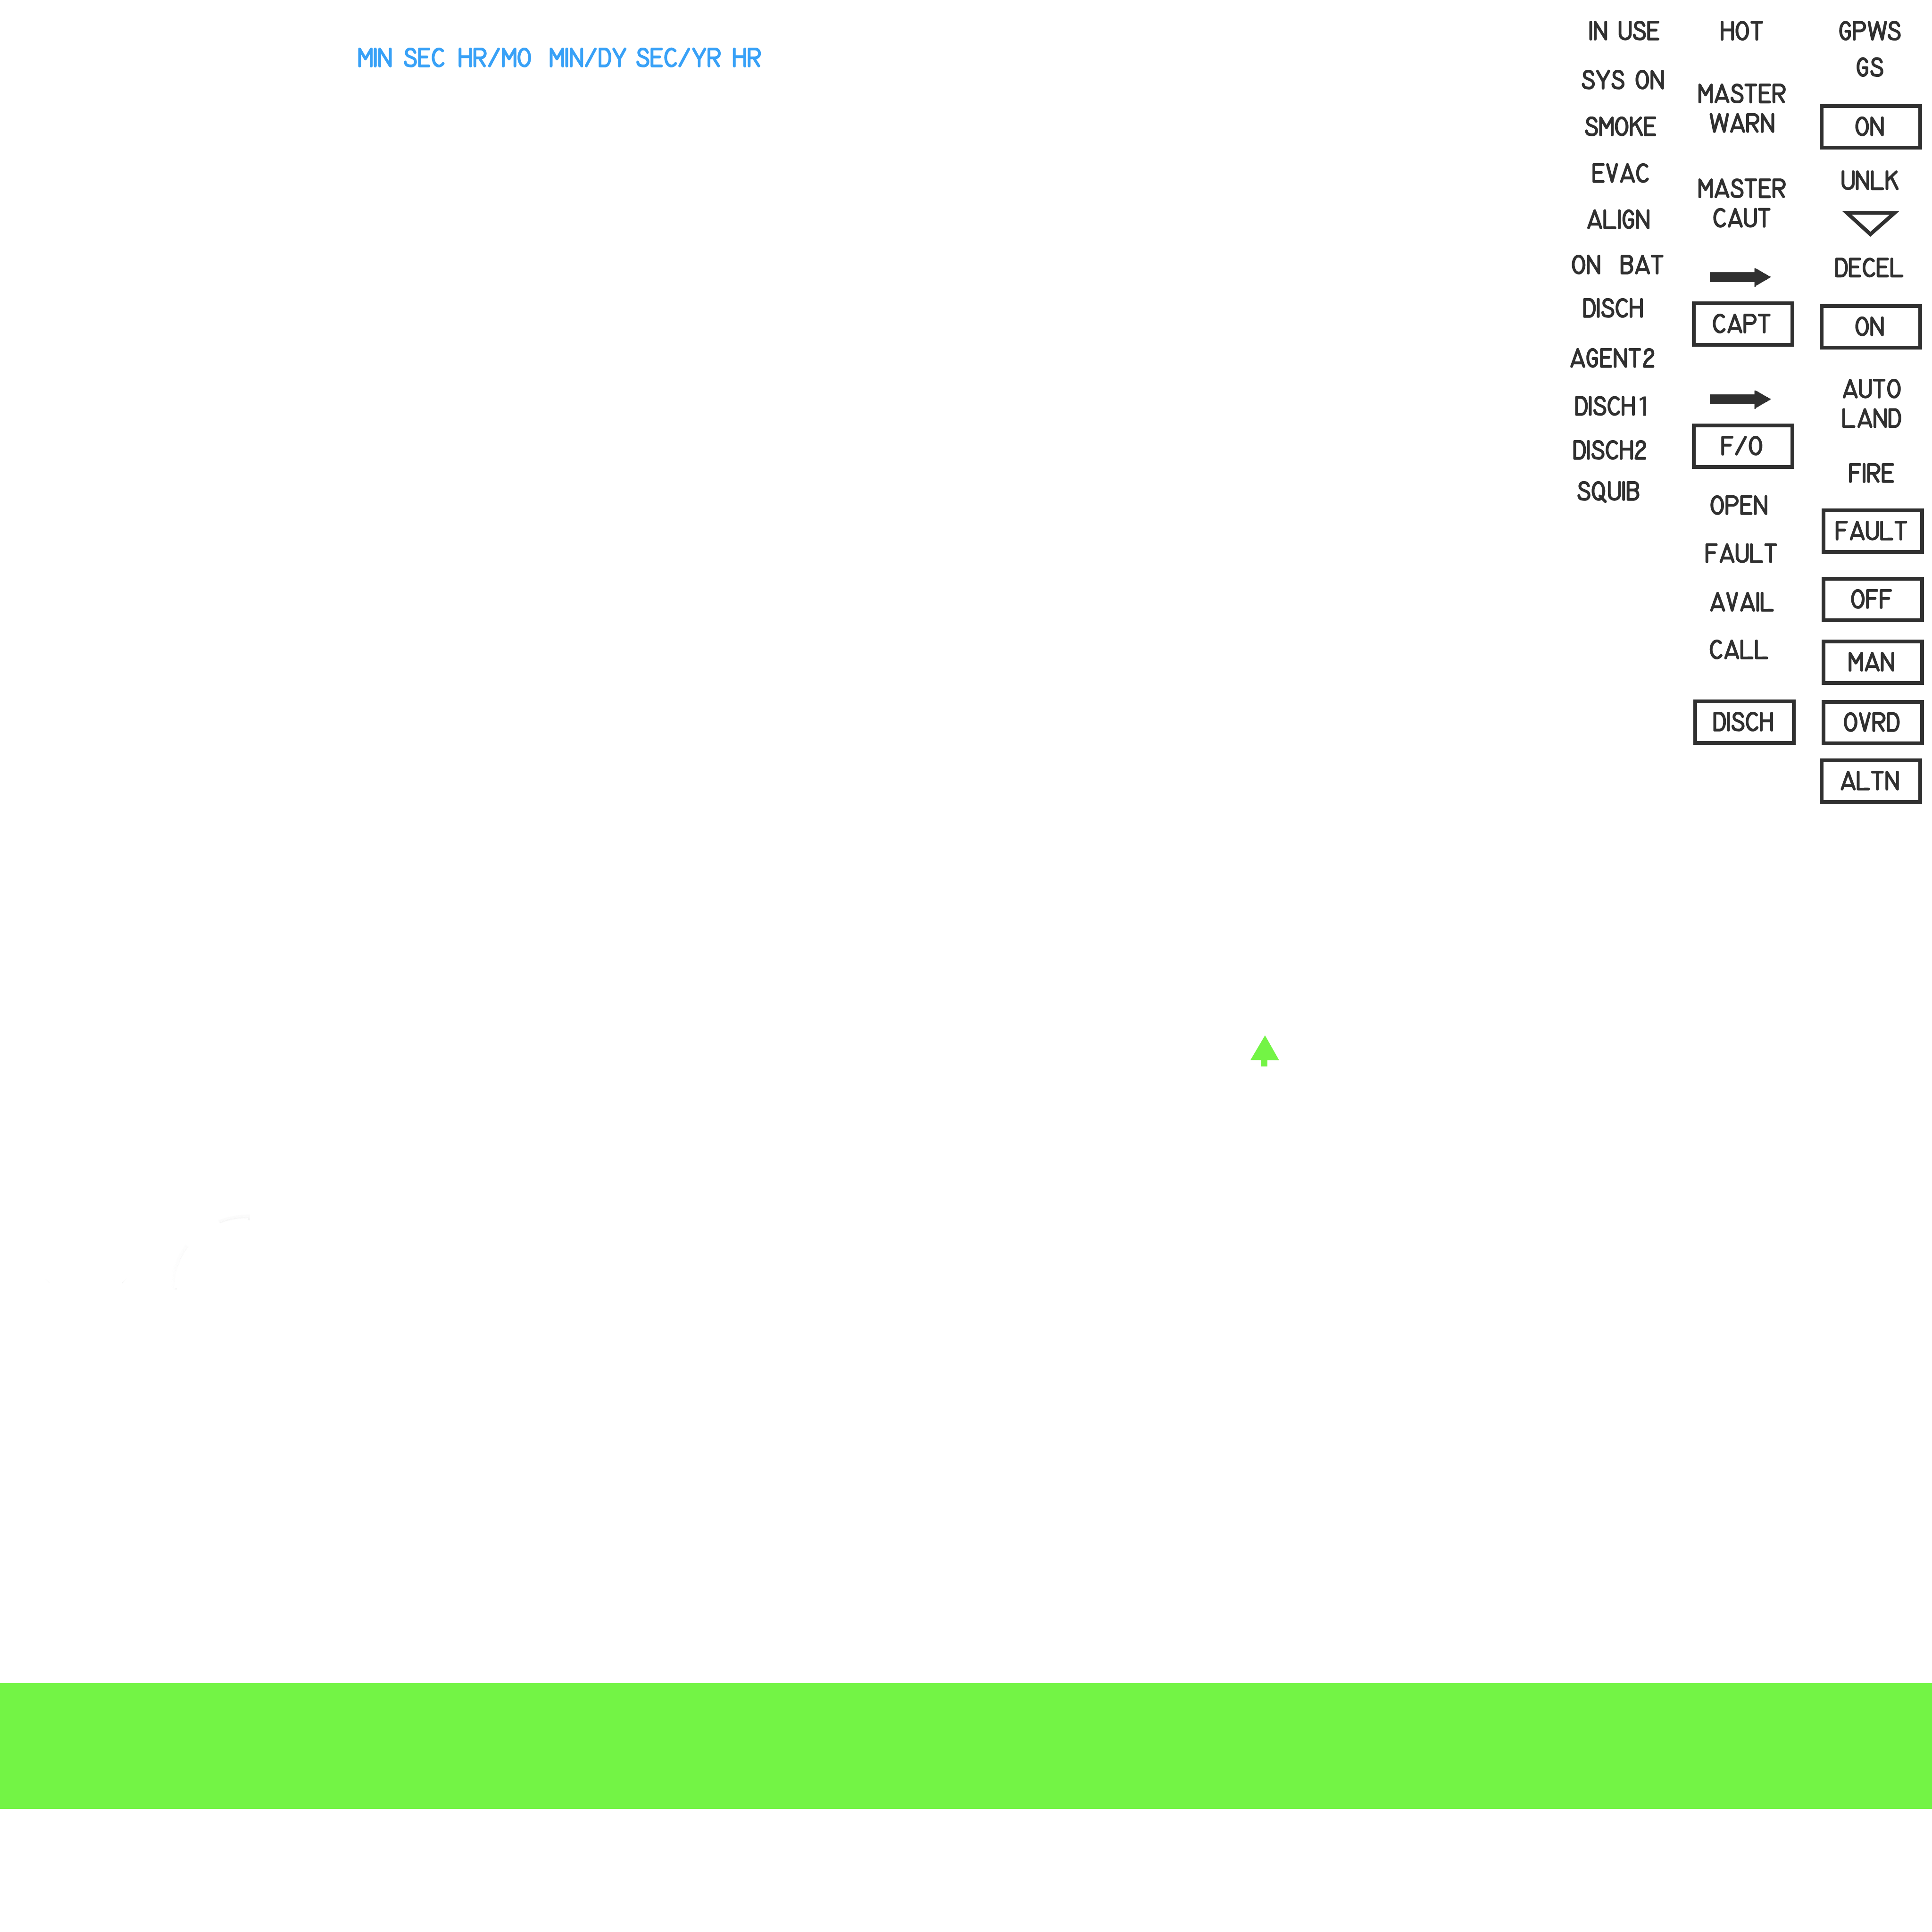 MIN SEC HR/MO MIN/DY SEC/YR HR
IN USE
SYS ON
SMOKE
EVAC
ALIGN
ON BAT
DISCH
AGENT2
DISCH1
DISCH2
SQUIB
HOT
MASTER
WARN
MASTER
CAUT
CAPT
F/O
OPEN
FAULT
AVAIL
CALL
DISCH
GPWS
GS
ON
UNLK
DECEL
ON
AUTO
LAND
FIRE
FAULT
OFF
MAN
OVRD
ALTN